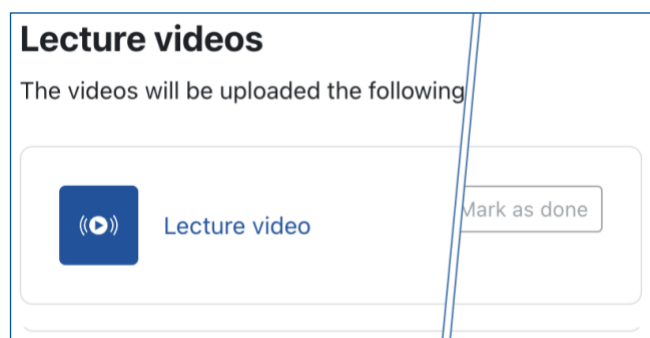 Lecture videos
The videos will be uploaded the following
Lecture video
Mark as done